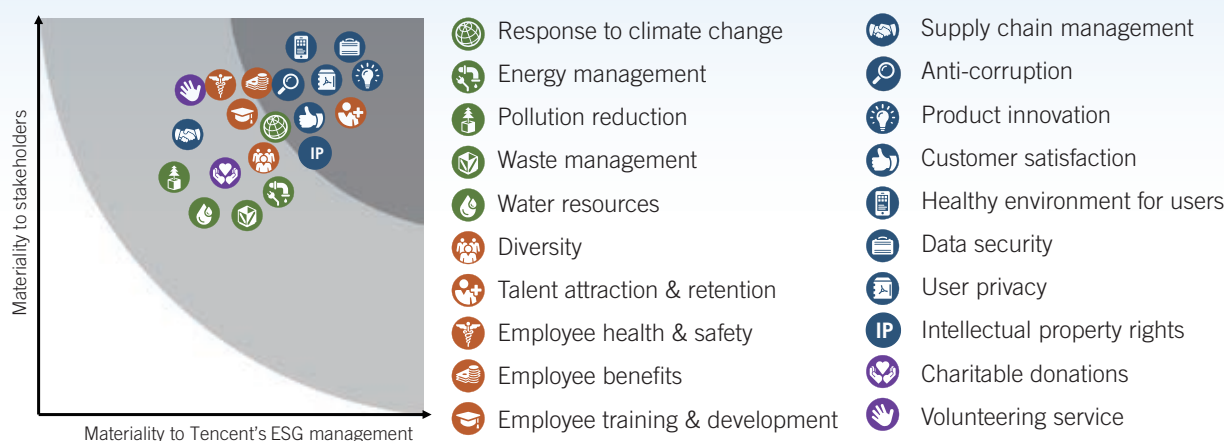 Materiality to stakeholders
IP
Materiality to Tencent's ESG management
Response to climate change
Energy management
Pollution reduction
Waste management
Water resources
Diversity
Talent attraction & retention
Employee health & safety
Employee benefits
Employee training & development
Supply chain management
Anti-corruption
Product innovation
Customer satisfaction
Healthy environment for users
Data security
User privacy
IP Intellectual property rights
Charitable donations
Volunteering service